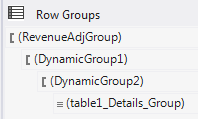 Row Groups
[ (RevenueAdjGroup)
[ (DynamicGroup1)
[ (DynamicGroup2)
≡ (table1_Details_Group)